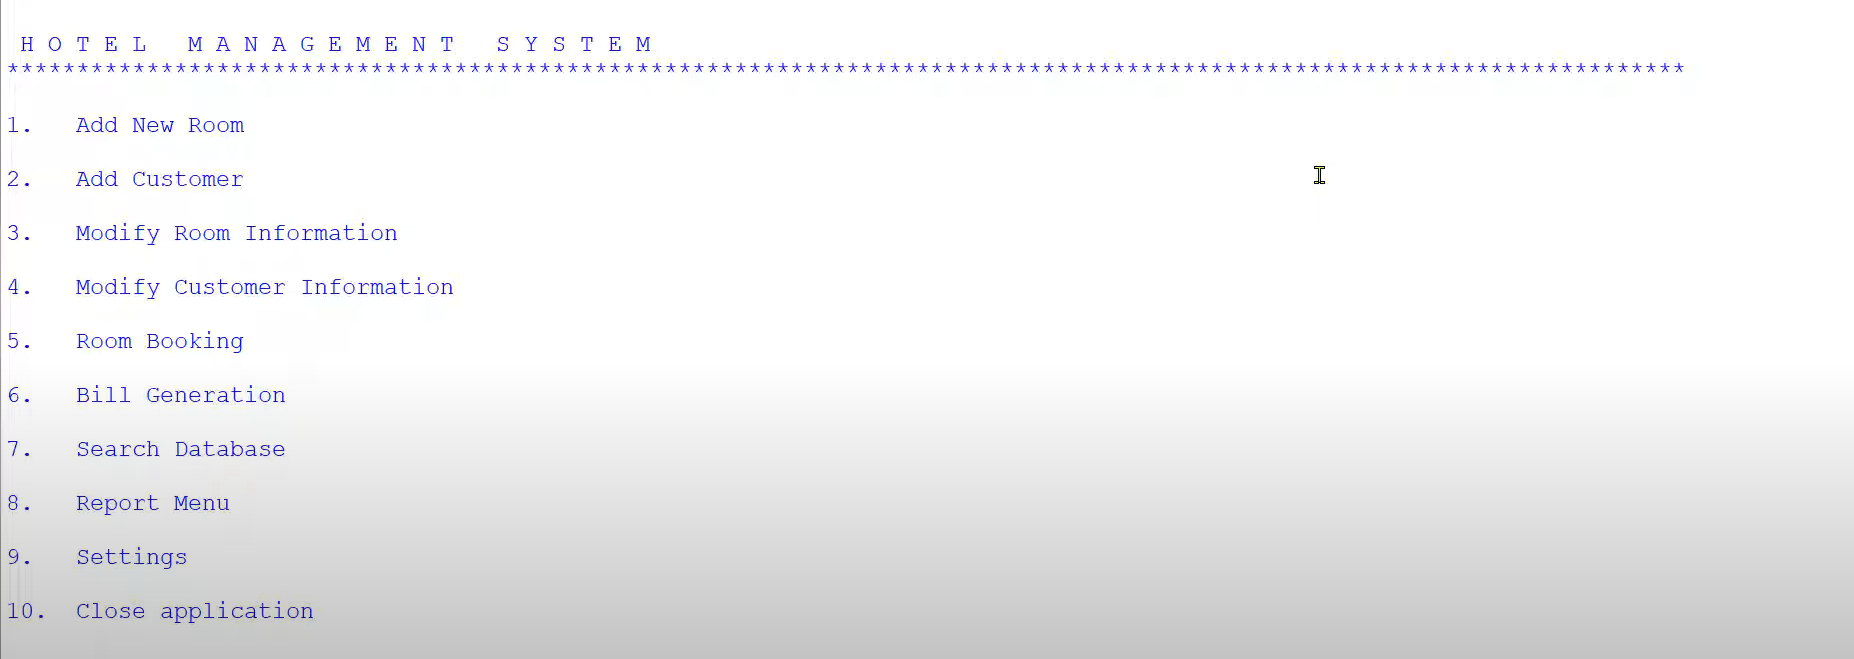 H O T E L   M A N A G E M E N T   S Y S T E M
************************************************************************************************************************
1.   Add New Room
2.   Add Customer
3.   Modify Room Information
4.   Modify Customer Information
5.   Room Booking
6.   Bill Generation
7.   Search Database
8.   Report Menu
9.   Settings
10.  Close application